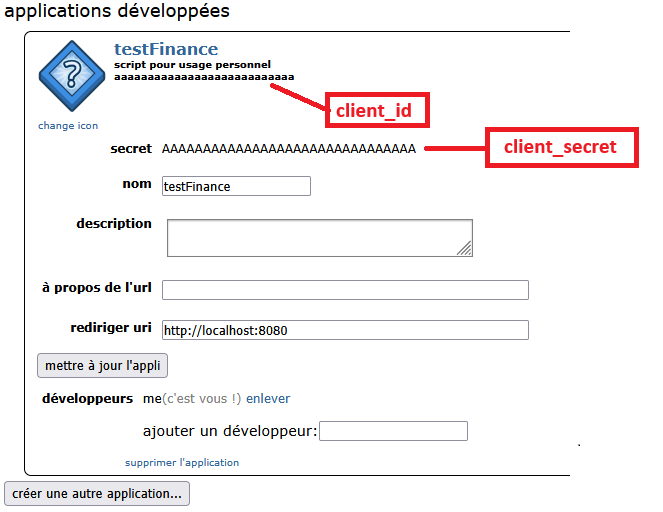 applications développées
testFinance
script pour usage personnel
aaaaaaaaaaaaaaaaaaaaaaaaaaa
client_id
change icon
secret AAAAAAAAAAAAAAAAAAAAAAAAAAAAAAA
client_secret
nom testFinance
description
à propos de l'url
rediriger uri http://localhost:8080
mettre à jour l'appli
développeurs me(c'est vous !) enlever
ajouter un développeur:
.
supprimer l'application
créer une autre application...